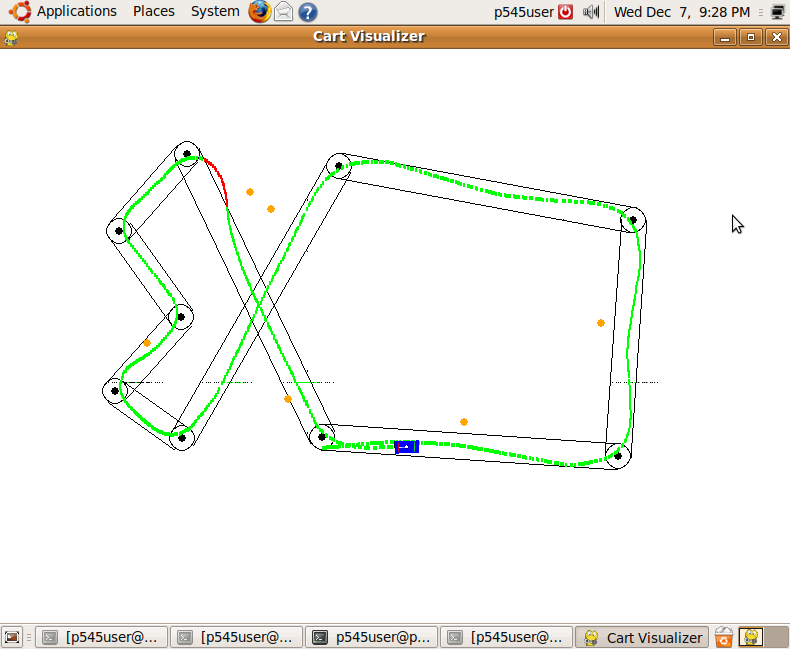 Applications Places System ? p545user Wed Dec 7, 9:28 PM
Cart Visualizer
[p545user@... [p545user@... p545user@p... [p545user@... Cart Visualizer